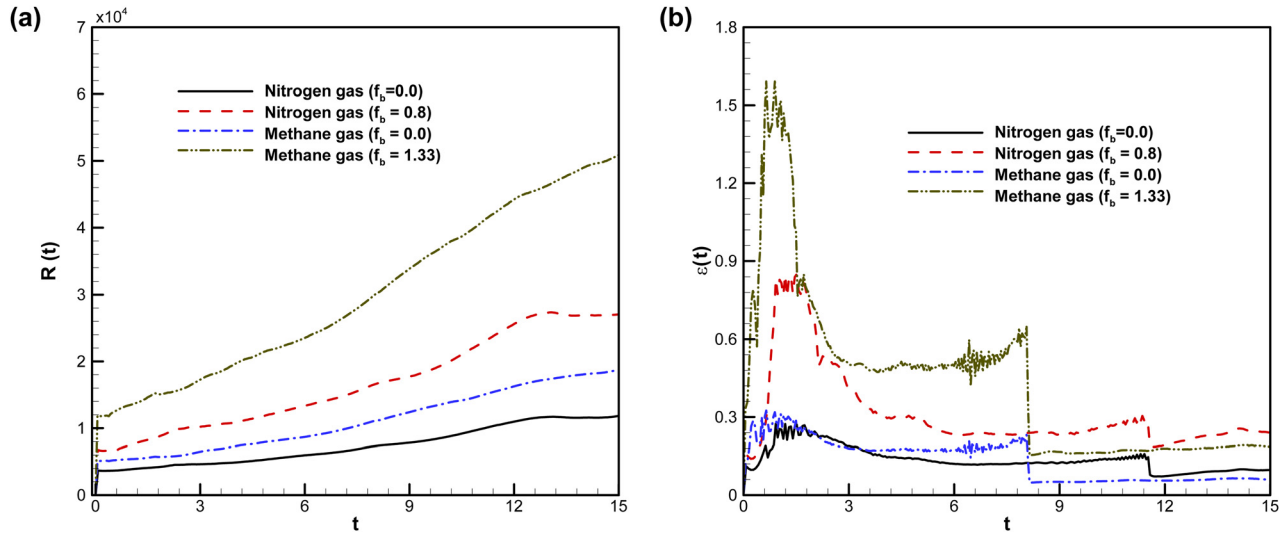 (a)
x10⁴
7
6
5
4
3
2
1
0
R (t)
0 3 6 9 12 15
t
Nitrogen gas (f_b=0.0)
Nitrogen gas (f_b = 0.8)
Methane gas (f_b = 0.0)
Methane gas (f_b = 1.33)
(b)
1.8
1.5
1.2
0.9
0.6
0.3
0
ε(t)
0 3 6 9 12 15
t
Nitrogen gas (f_b=0.0)
Nitrogen gas (f_b = 0.8)
Methane gas (f_b = 0.0)
Methane gas (f_b = 1.33)